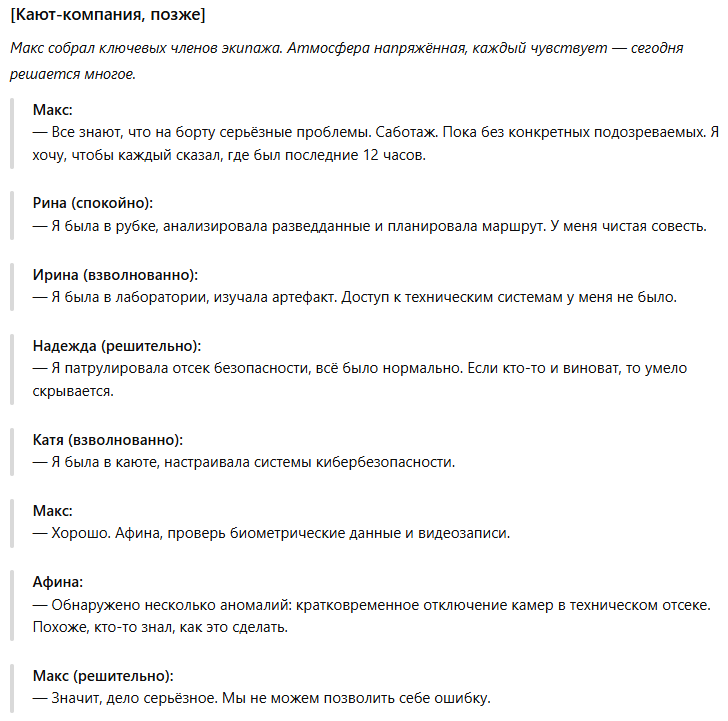 [Кают-компания, позже]
Макс собрал ключевых членов экипажа. Атмосфера напряжённая, каждый чувствует — сегодня
решается многое.
Макс:
— Все знают, что на борту серьёзные проблемы. Саботаж. Пока без конкретных подозреваемых. Я
хочу, чтобы каждый сказал, где был последние 12 часов.
Рина (спокойно):
— Я была в рубке, анализировала разведданные и планировала маршрут. У меня чистая совесть.
Ирина (взволнованно):
— Я была в лаборатории, изучала артефакт. Доступ к техническим системам у меня не было.
Надежда (решительно):
— Я патрулировала отсек безопасности, всё было нормально. Если кто-то и виноват, то умело
скрывается.
Катя (взволнованно):
— Я была в каюте, настраивала системы кибербезопасности.
Макс:
— Хорошо. Афина, проверь биометрические данные и видеозаписи.
Афина:
— Обнаружено несколько аномалий: кратковременное отключение камер в техническом отсеке.
Похоже, кто-то знал, как это сделать.
Макс (решительно):
— Значит, дело серьёзное. Мы не можем позволить себе ошибку.